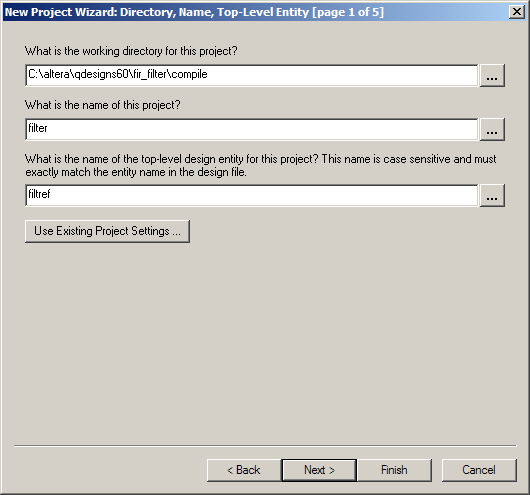 New Project Wizard: Directory, Name, Top-Level Entity [page 1 of 5]
What is the working directory for this project?
C:\altera\qdesigns60\fir_filter\compile
...
What is the name of this project?
filter
...
What is the name of the top-level design entity for this project? This name is case sensitive and must
exactly match the entity name in the design file.
filtref
...
Use Existing Project Settings ...
< Back
Next >
Finish
Cancel